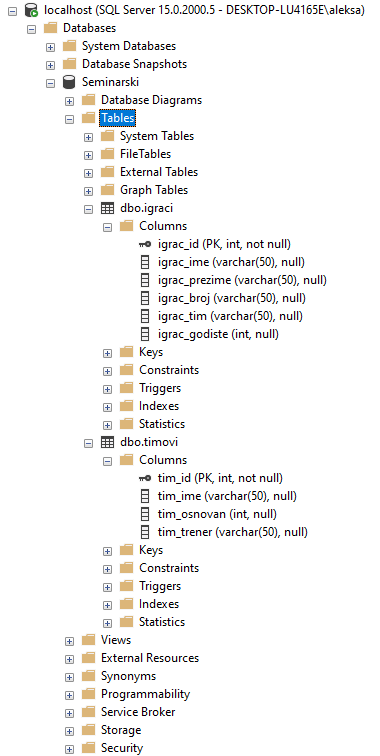 localhost (SQL Server 15.0.2000.5 - DESKTOP-LU4165E\aleksa)
Databases
System Databases
Database Snapshots
Seminarski
Database Diagrams
Tables
System Tables
FileTables
External Tables
Graph Tables
dbo.igraci
Columns
igrac_id (PK, int, not null)
igrac_ime (varchar(50), null)
igrac_prezime (varchar(50), null)
igrac_broj (varchar(50), null)
igrac_tim (varchar(50), null)
igrac_godiste (int, null)
Keys
Constraints
Triggers
Indexes
Statistics
dbo.timovi
Columns
tim_id (PK, int, not null)
tim_ime (varchar(50), null)
tim_osnovan (int, null)
tim_trener (varchar(50), null)
Keys
Constraints
Triggers
Indexes
Statistics
Views
External Resources
Synonyms
Programmability
Service Broker
Storage
Security